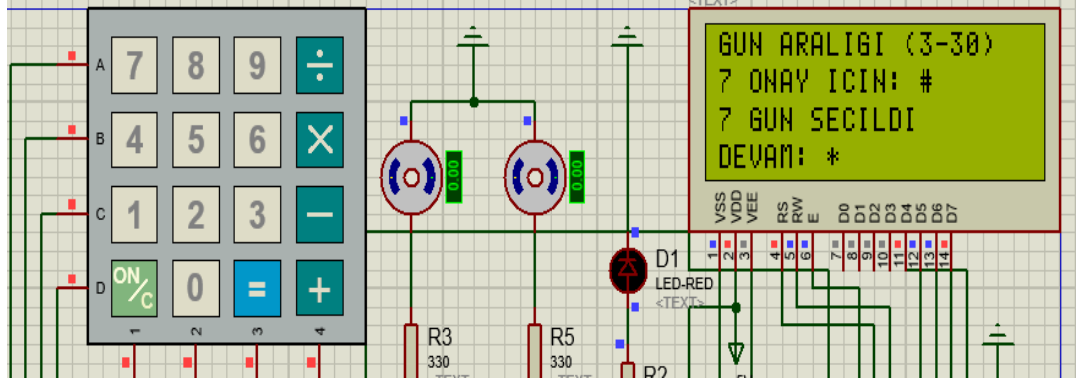 <TEXT>
GUN ARALIGI (3-30)
7 ONAY ICIN: #
7 GUN SECILDI
DEVAM: *
A
7 8 9 ÷
B
4 5 6 ×
C
1 2 3 −
D
ON/C 0 = +
1 2 3 4
0.00
0.00
D1
LED-RED
<TEXT>
R3
330
<TEXT>
R5
330
<TEXT>
R2
VSS VDD VEE RS RW E D0 D1 D2 D3 D4 D5 D6 D7
1 2 3 4 5 6 7 8 9 10 11 12 13 14